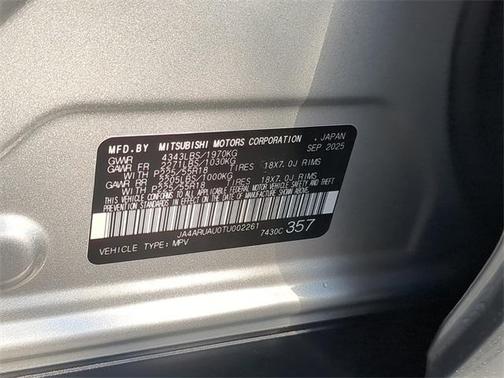 MFD.BY MITSUBISHI MOTORS CORPORATION , JAPAN
GVWR 4343LBS/1970KG SEP 2025
GAWR FR 2271LBS/1030KG
WITH P225/55R18 TIRES 18X7.0J RIMS
GAWR RR 2205LBS/1000KG
WITH P225/55R18 TIRES 18X7.0J RIMS
THIS VEHICLE CONFORMS TO ALL APPLICABLE FEDERAL MOTOR VEHICLE SAFETY AND
THEFT PREVENTION STANDARDS IN EFFECT ON THE DATE OF MANUFACTURE SHOWN ABOVE.
JA4ARUAU0TU002261 7430C 357
VEHICLE TYPE: MPV